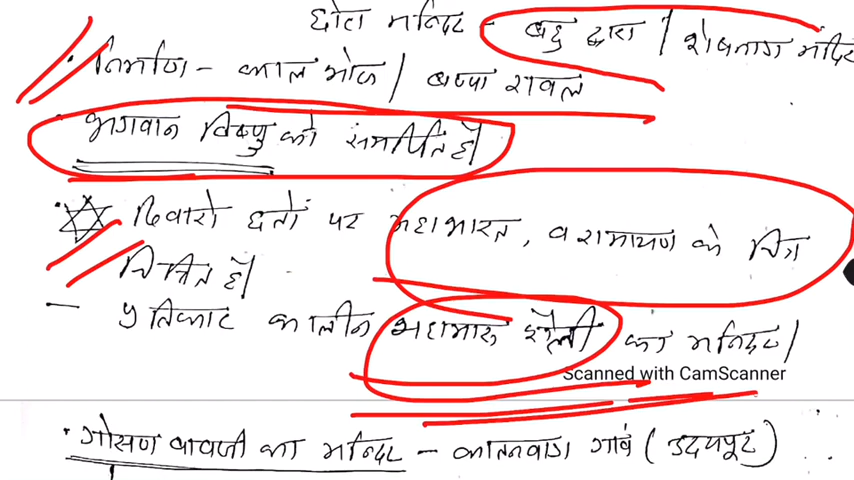 छोटा मन्दिर - बहु द्वारा / शेषनाग मंदिर
• निर्माण - काल भोज / बप्पा रावल
• भगवान विष्णु को समर्पित है।
• दिवारो छतों पर महाभारत, व रामायण के चित्र
चित्रित है।
- प्रतिकार कालीन महामारू शैली का मन्दिर।
Scanned with CamScanner
• गोसण बावजी का मन्दिर - कातनवाडा गांव (उदयपुर)